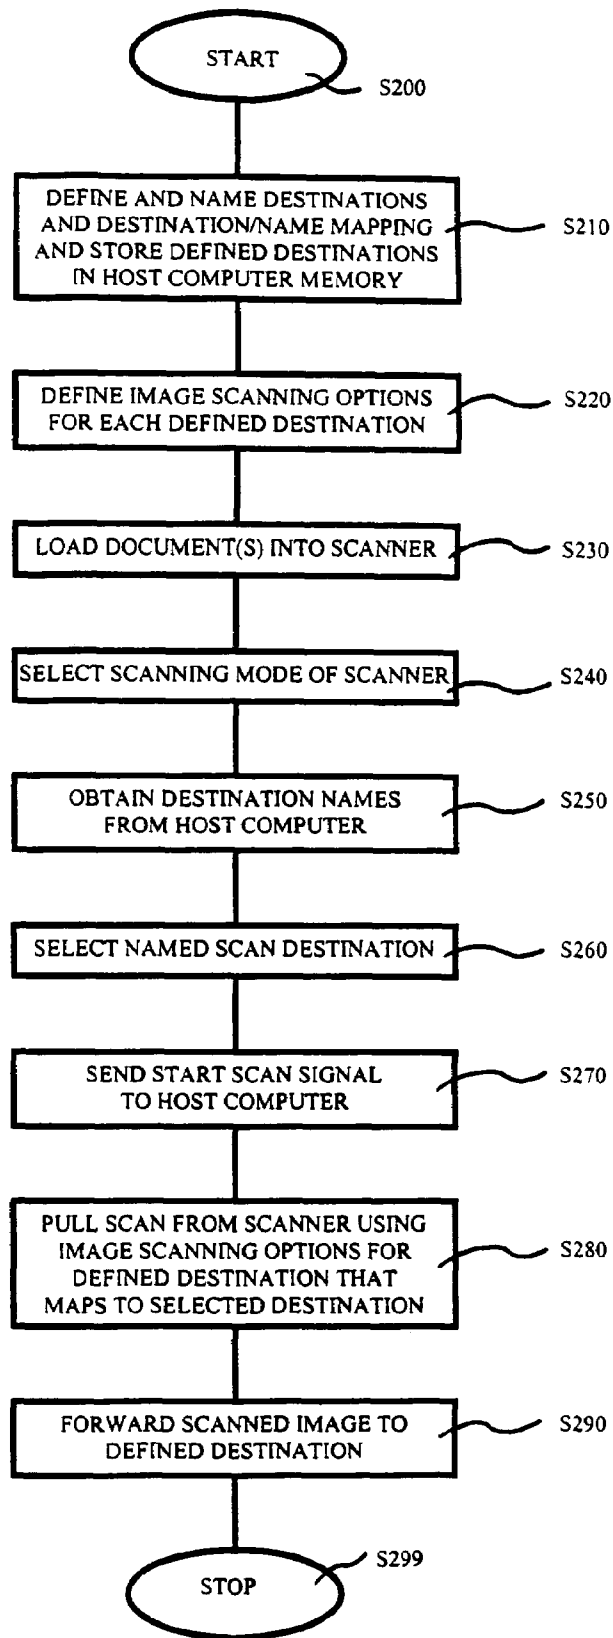 START
S200
DEFINE AND NAME DESTINATIONS
AND DESTINATION/NAME MAPPING
AND STORE DEFINED DESTINATIONS
IN HOST COMPUTER MEMORY
S210
DEFINE IMAGE SCANNING OPTIONS
FOR EACH DEFINED DESTINATION
S220
LOAD DOCUMENT(S) INTO SCANNER
S230
SELECT SCANNING MODE OF SCANNER
S240
OBTAIN DESTINATION NAMES
FROM HOST COMPUTER
S250
SELECT NAMED SCAN DESTINATION
S260
SEND START SCAN SIGNAL
TO HOST COMPUTER
S270
PULL SCAN FROM SCANNER USING
IMAGE SCANNING OPTIONS FOR
DEFINED DESTINATION THAT
MAPS TO SELECTED DESTINATION
S280
FORWARD SCANNED IMAGE TO
DEFINED DESTINATION
S290
STOP
S299